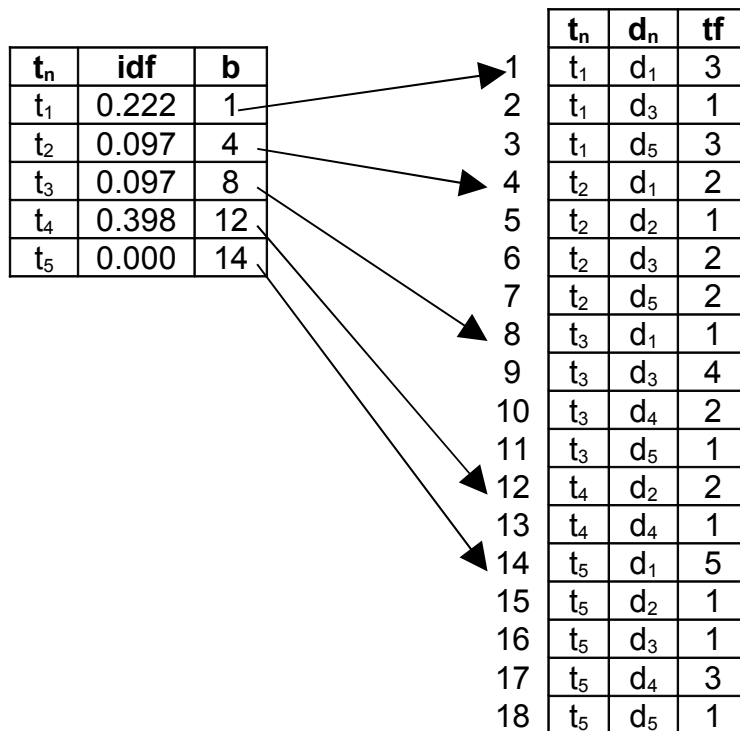 tₙ idf b
t₁ 0.222 1
t₂ 0.097 4
t₃ 0.097 8
t₄ 0.398 12
t₅ 0.000 14
tₙ dₙ tf
1 t₁ d₁ 3
2 t₁ d₃ 1
3 t₁ d₅ 3
4 t₂ d₁ 2
5 t₂ d₂ 1
6 t₂ d₃ 2
7 t₂ d₅ 2
8 t₃ d₁ 1
9 t₃ d₃ 4
10 t₃ d₄ 2
11 t₃ d₅ 1
12 t₄ d₂ 2
13 t₄ d₄ 1
14 t₅ d₁ 5
15 t₅ d₂ 1
16 t₅ d₃ 1
17 t₅ d₄ 3
18 t₅ d₅ 1